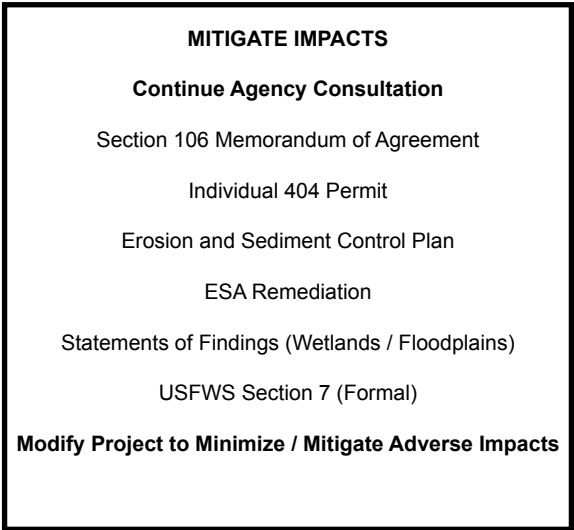 MITIGATE IMPACTS
Continue Agency Consultation
Section 106 Memorandum of Agreement
Individual 404 Permit
Erosion and Sediment Control Plan
ESA Remediation
Statements of Findings (Wetlands / Floodplains)
USFWS Section 7 (Formal)
Modify Project to Minimize / Mitigate Adverse Impacts